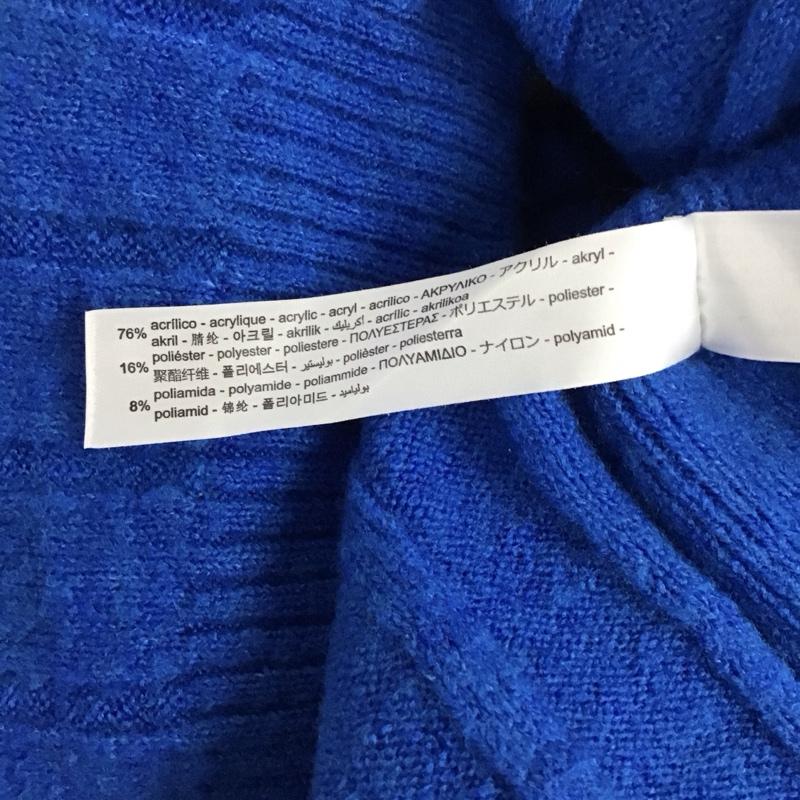 76% acrílico - acrylique - acrylic - acryl - acrilico - ΑΚΡΥΛΙΚΟ - アクリル - akryl -
akril - 腈纶 - 아크릴 - akrilik - أكريليك - acrílic - akrilikoa
16% poliéster - polyester - poliestere - ΠΟΛΥΕΣΤΕΡΑΣ - ポリエステル - poliester -
聚酯纤维 - 폴리에스터 - بوليستير - polièster - poliesterra
8% poliamida - polyamide - poliammide - ΠΟΛΥΑΜΙΔΙΟ - ナイロン - polyamid -
poliamid - 锦纶 - 폴리아미드 - بولياميد